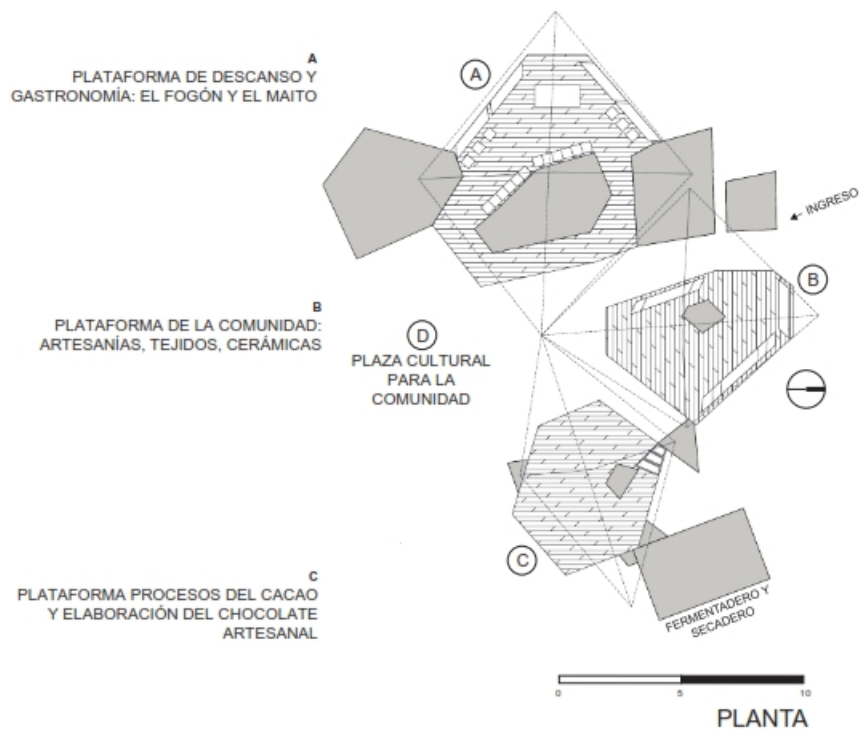 A
PLATAFORMA DE DESCANSO Y
GASTRONOMÍA: EL FOGÓN Y EL MAITO
A
INGRESO
B
B
PLATAFORMA DE LA COMUNIDAD:
ARTESANÍAS, TEJIDOS, CERÁMICAS
D
PLAZA CULTURAL
PARA LA
COMUNIDAD
C
C
PLATAFORMA PROCESOS DEL CACAO
Y ELABORACIÓN DEL CHOCOLATE
ARTESANAL
FERMENTADERO Y
SECADERO
0 5 10
PLANTA